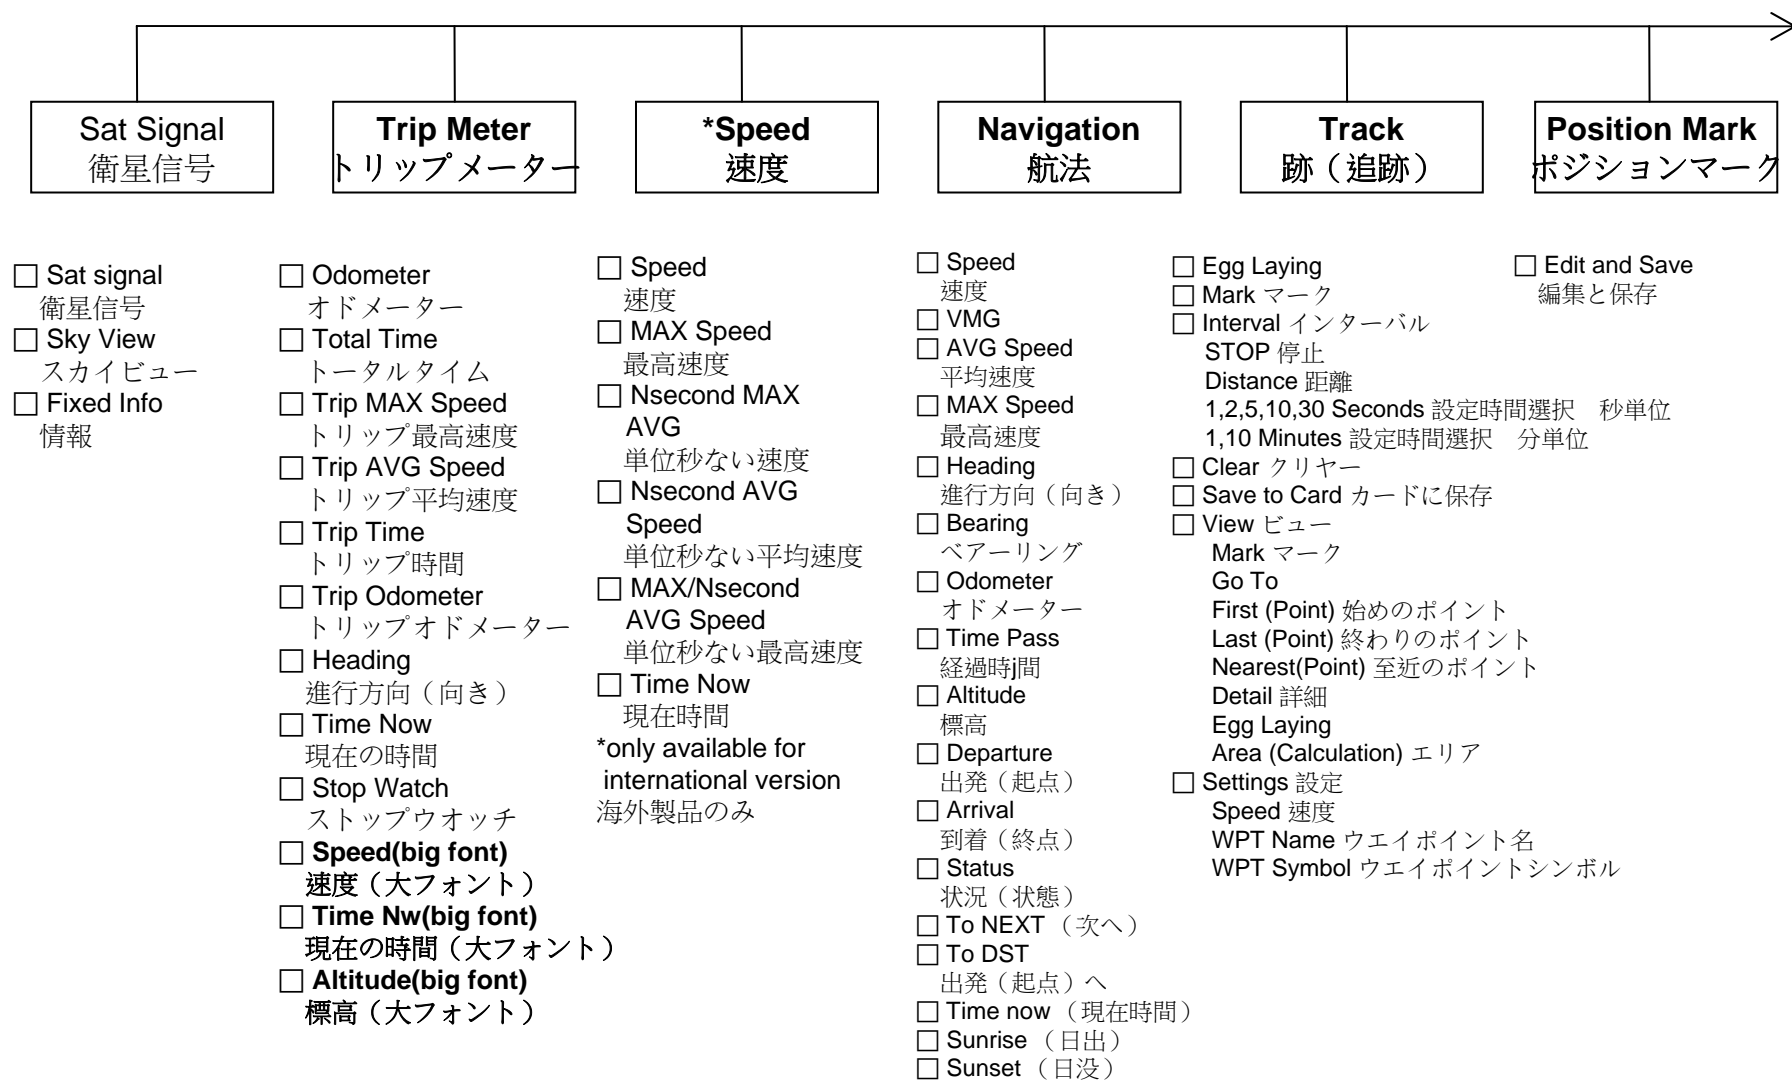 Sat Signal
衛星信号
Trip Meter
トリップメーター
*Speed
速度
Navigation
航法
Track
跡（追跡）
Position Mark
ポジションマーク
□ Sat signal
衛星信号
□ Sky View
スカイビュー
□ Fixed Info
情報
□ Odometer
オドメーター
□ Total Time
トータルタイム
□ Trip MAX Speed
トリップ最高速度
□ Trip AVG Speed
トリップ平均速度
□ Trip Time
トリップ時間
□ Trip Odometer
トリップオドメーター
□ Heading
進行方向（向き）
□ Time Now
現在の時間
□ Stop Watch
ストップウオッチ
□ Speed(big font)
速度（大フォント）
□ Time Nw(big font)
現在の時間（大フォント）
□ Altitude(big font)
標高（大フォント）
□ Speed
速度
□ MAX Speed
最高速度
□ Nsecond MAX
AVG
単位秒ない速度
□ Nsecond AVG
Speed
単位秒ない平均速度
□ MAX/Nsecond
AVG Speed
単位秒ない最高速度
□ Time Now
現在時間
*only available for
international version
海外製品のみ
□ Speed
速度
□ VMG
□ AVG Speed
平均速度
□ MAX Speed
最高速度
□ Heading
進行方向（向き）
□ Bearing
ベアーリング
□ Odometer
オドメーター
□ Time Pass
経過時j間
□ Altitude
標高
□ Departure
出発（起点）
□ Arrival
到着（終点）
□ Status
状況（状態）
□ To NEXT （次へ）
□ To DST
出発（起点）へ
□ Time now （現在時間）
□ Sunrise （日出）
□ Sunset （日没）
□ Egg Laying
□ Mark マーク
□ Interval インターバル
STOP 停止
Distance 距離
1,2,5,10,30 Seconds 設定時間選択　秒単位
1,10 Minutes 設定時間選択　分単位
□ Clear クリヤー
□ Save to Card カードに保存
□ View ビュー
Mark マーク
Go To
First (Point) 始めのポイント
Last (Point) 終わりのポイント
Nearest(Point) 至近のポイント
Detail 詳細
Egg Laying
Area (Calculation) エリア
□ Settings 設定
Speed 速度
WPT Name ウエイポイント名
WPT Symbol ウエイポイントシンボル
□ Edit and Save
編集と保存